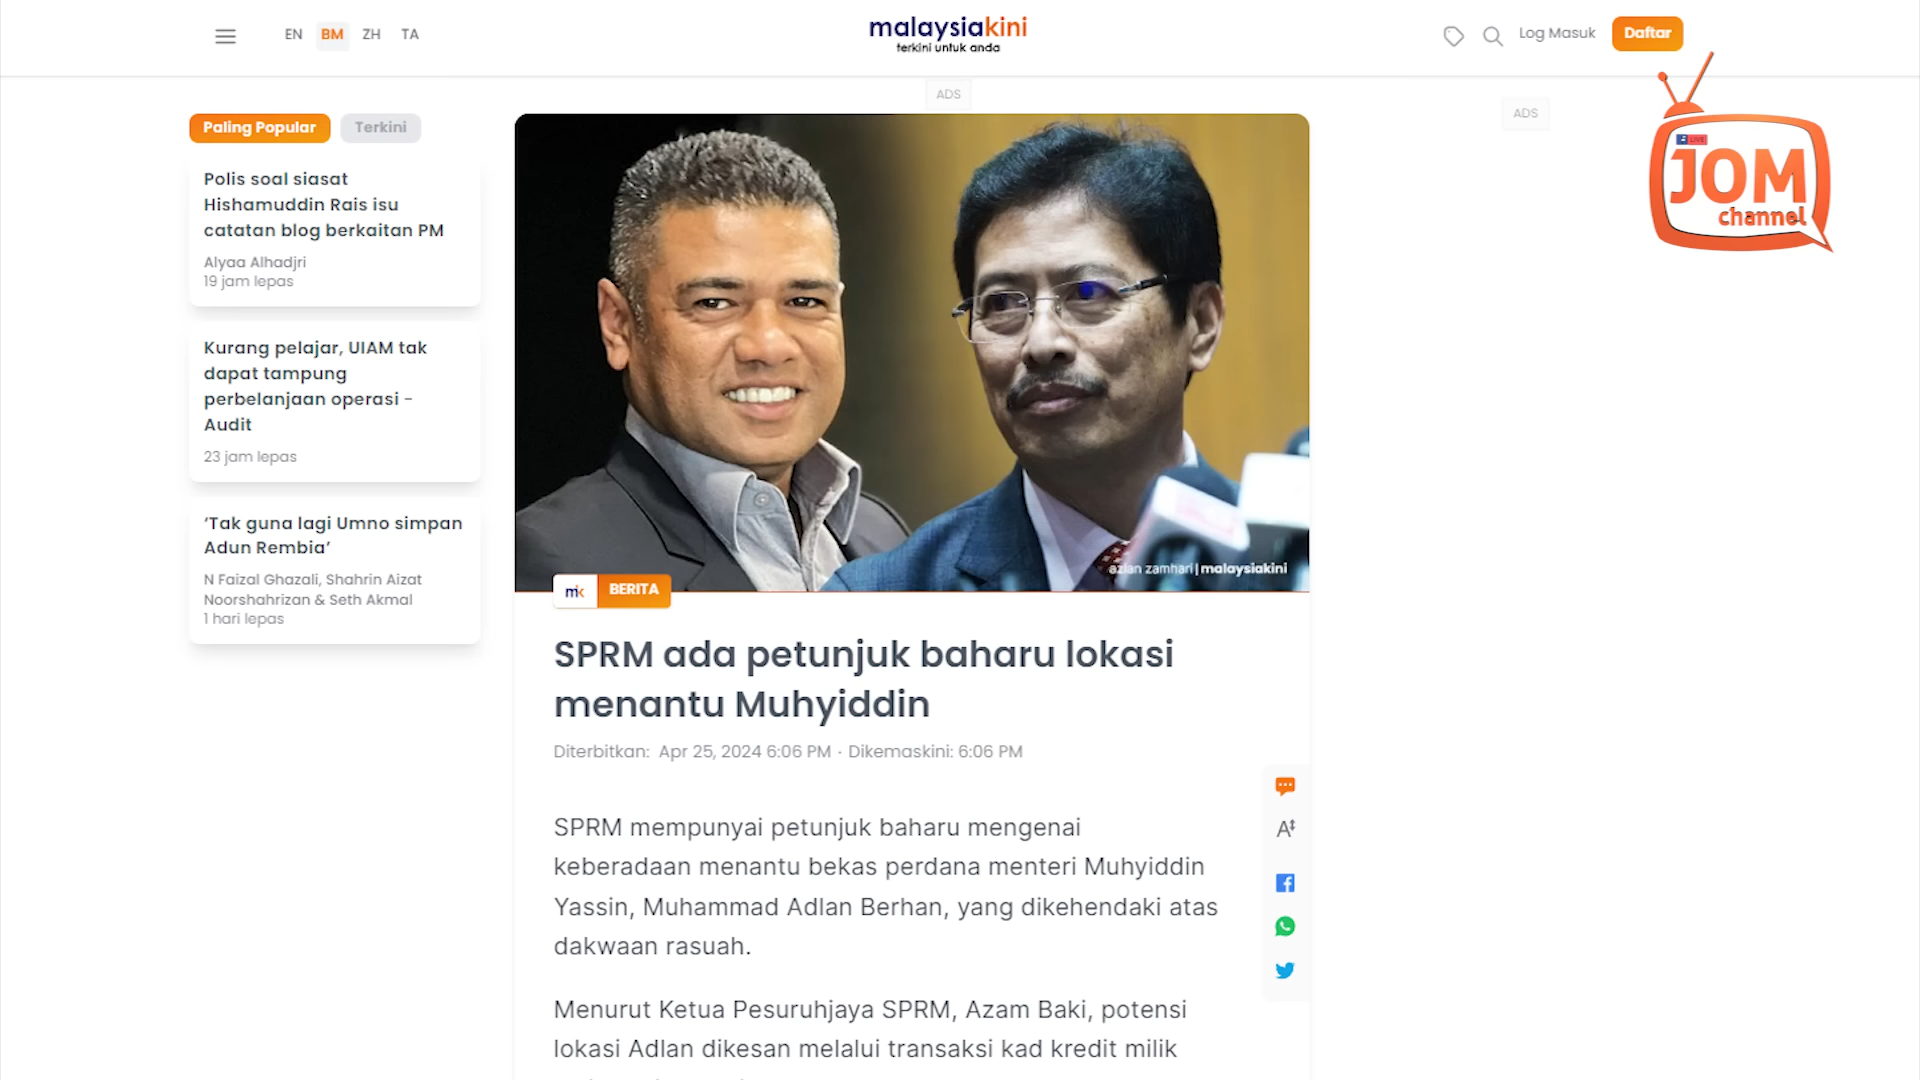 EN BM ZH TA
malaysiakini
terkini untuk anda
Log Masuk
Daftar
ADS
ADS
LIVE
JOM
channel
Paling Popular
Terkini
Polis soal siasat
Hishamuddin Rais isu
catatan blog berkaitan PM
Alyaa Alhadjri
19 jam lepas
Kurang pelajar, UIAM tak
dapat tampung
perbelanjaan operasi -
Audit
23 jam lepas
‘Tak guna lagi Umno simpan
Adun Rembia’
N Faizal Ghazali, Shahrin Aizat
Noorshahrizan & Seth Akmal
1 hari lepas
azlan zamhari | malaysiakini
mk BERITA
SPRM ada petunjuk baharu lokasi
menantu Muhyiddin
Diterbitkan: Apr 25, 2024 6:06 PM · Dikemaskini: 6:06 PM
SPRM mempunyai petunjuk baharu mengenai
keberadaan menantu bekas perdana menteri Muhyiddin
Yassin, Muhammad Adlan Berhan, yang dikehendaki atas
dakwaan rasuah.
Menurut Ketua Pesuruhjaya SPRM, Azam Baki, potensi
lokasi Adlan dikesan melalui transaksi kad kredit milik